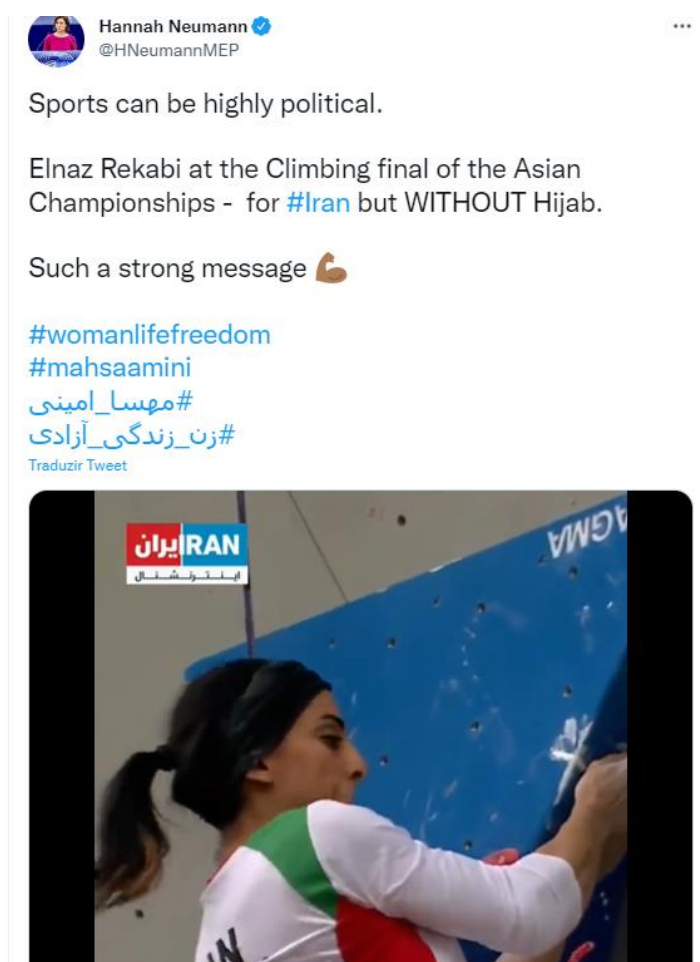 Hannah Neumann
@HNeumannMEP
Sports can be highly political.
Elnaz Rekabi at the Climbing final of the Asian
Championships - for #Iran but WITHOUT Hijab.
Such a strong message 💪🏽
#womanlifefreedom
#mahsaamini
#مهسا_امینی
#زن_زندگی_آزادی
Traduzir Tweet
ایران IRAN
اینترنشنال